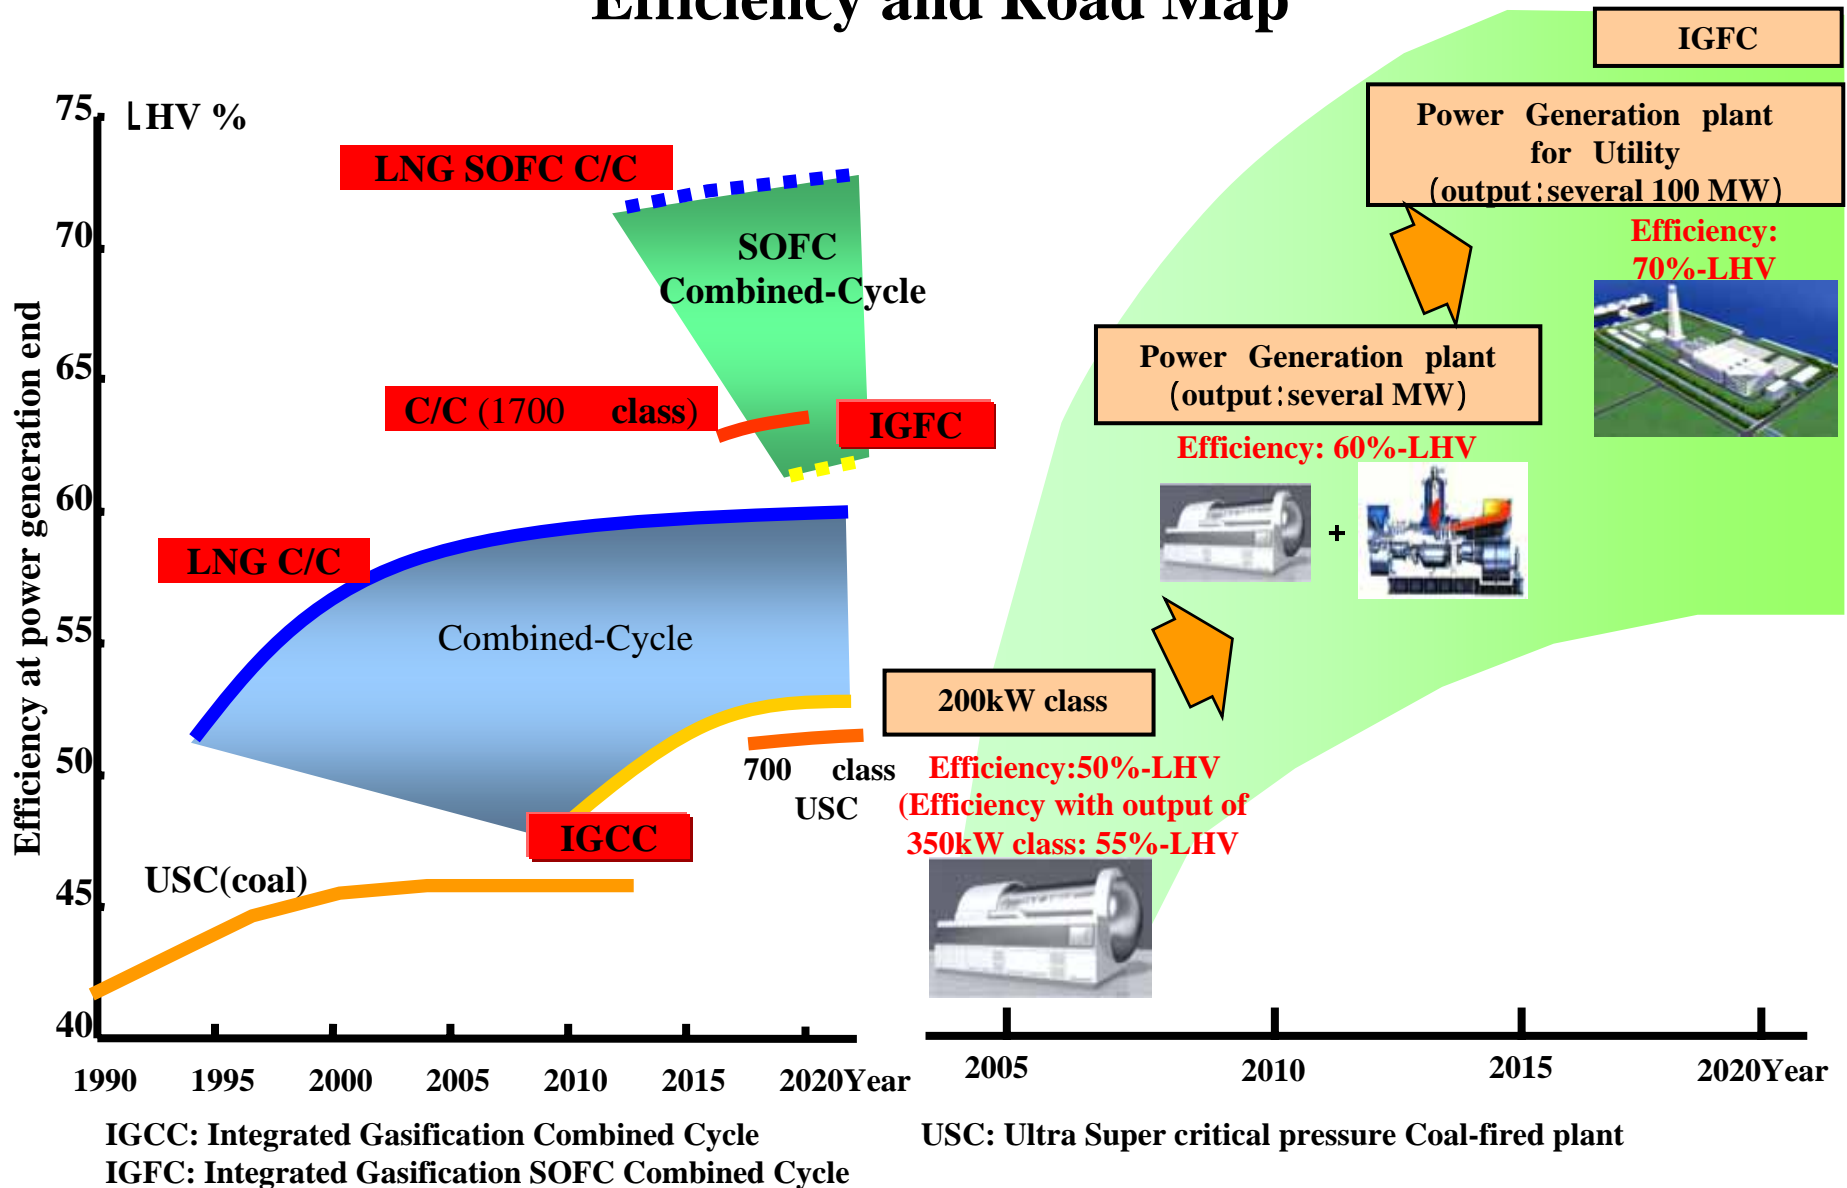 Efficiency and Road Map
75
LHV %
70
65
60
55
50
45
40
Efficiency at power generation end
LNG SOFC C/C
SOFC
Combined-Cycle
C/C (1700 class)
IGFC
LNG C/C
Combined-Cycle
700 class
USC
IGCC
USC(coal)
1990 1995 2000 2005 2010 2015 2020Year
IGFC
Power Generation plant
for Utility
(output:several 100 MW)
Efficiency:
70%-LHV
Power Generation plant
(output:several MW)
Efficiency: 60%-LHV
+
200kW class
Efficiency:50%-LHV
(Efficiency with output of
350kW class: 55%-LHV
2005 2010 2015 2020Year
IGCC: Integrated Gasification Combined Cycle
IGFC: Integrated Gasification SOFC Combined Cycle
USC: Ultra Super critical pressure Coal-fired plant